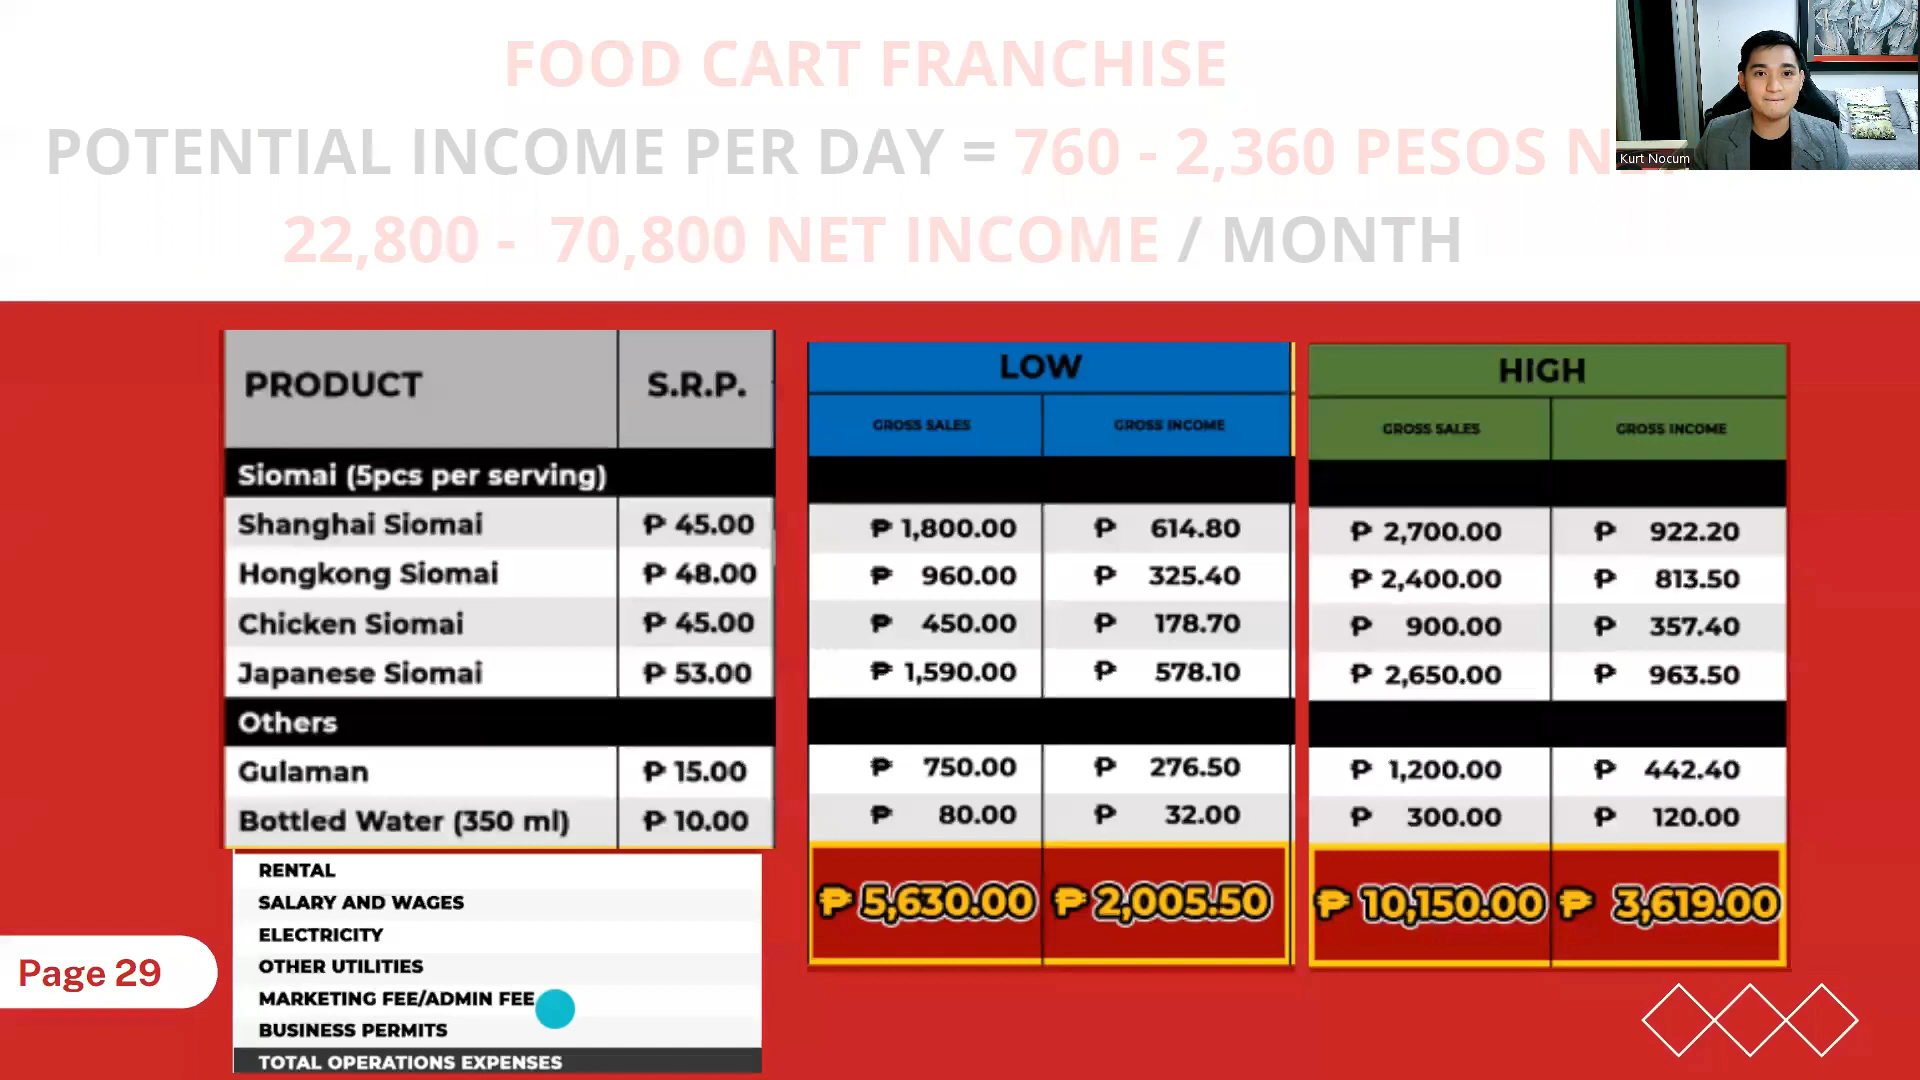 FOOD CART FRANCHISE
POTENTIAL INCOME PER DAY = 760 - 2,360 PESOS
22,800 - 70,800 NET INCOME / MONTH
Kurt Nocum
PRODUCT S.R.P.
LOW
GROSS SALES GROSS INCOME
HIGH
GROSS SALES GROSS INCOME
Siomai (5pcs per serving)
Shanghai Siomai ₱ 45.00 ₱ 1,800.00 ₱ 614.80 ₱ 2,700.00 ₱ 922.20
Hongkong Siomai ₱ 48.00 ₱ 960.00 ₱ 325.40 ₱ 2,400.00 ₱ 813.50
Chicken Siomai ₱ 45.00 ₱ 450.00 ₱ 178.70 ₱ 900.00 ₱ 357.40
Japanese Siomai ₱ 53.00 ₱ 1,590.00 ₱ 578.10 ₱ 2,650.00 ₱ 963.50
Others
Gulaman ₱ 15.00 ₱ 750.00 ₱ 276.50 ₱ 1,200.00 ₱ 442.40
Bottled Water (350 ml) ₱ 10.00 ₱ 80.00 ₱ 32.00 ₱ 300.00 ₱ 120.00
₱ 5,630.00 ₱ 2,005.50 ₱ 10,150.00 ₱ 3,619.00
RENTAL
SALARY AND WAGES
ELECTRICITY
OTHER UTILITIES
MARKETING FEE/ADMIN FEE
BUSINESS PERMITS
TOTAL OPERATIONS EXPENSES
Page 29